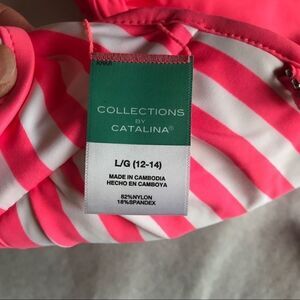 COLLECTIONS
BY
CATALINA®
L/G (12-14)
MADE IN CAMBODIA
HECHO EN CAMBOYA
82%NYLON
18%SPANDEX